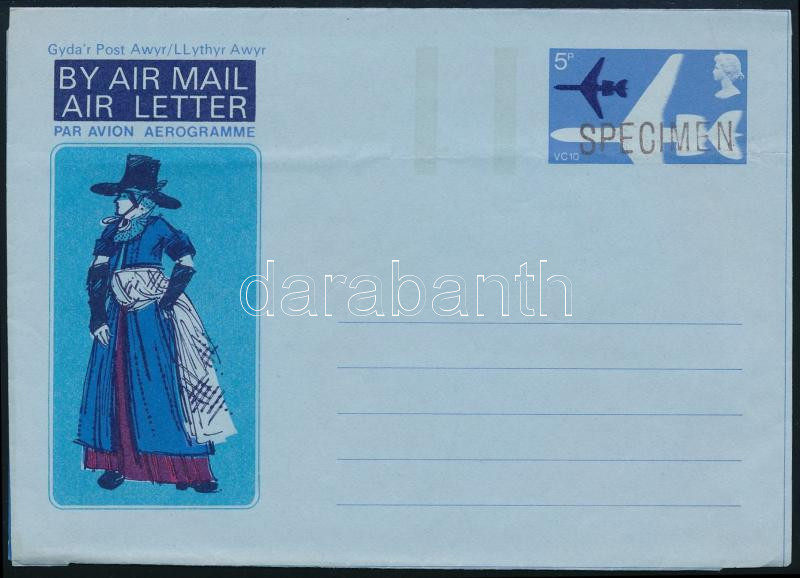 Gyda'r Post Awyr/LLythyr Awyr
BY AIR MAIL
AIR LETTER
PAR AVION AEROGRAMME
5P
VC10
SPECIMEN
darabanth